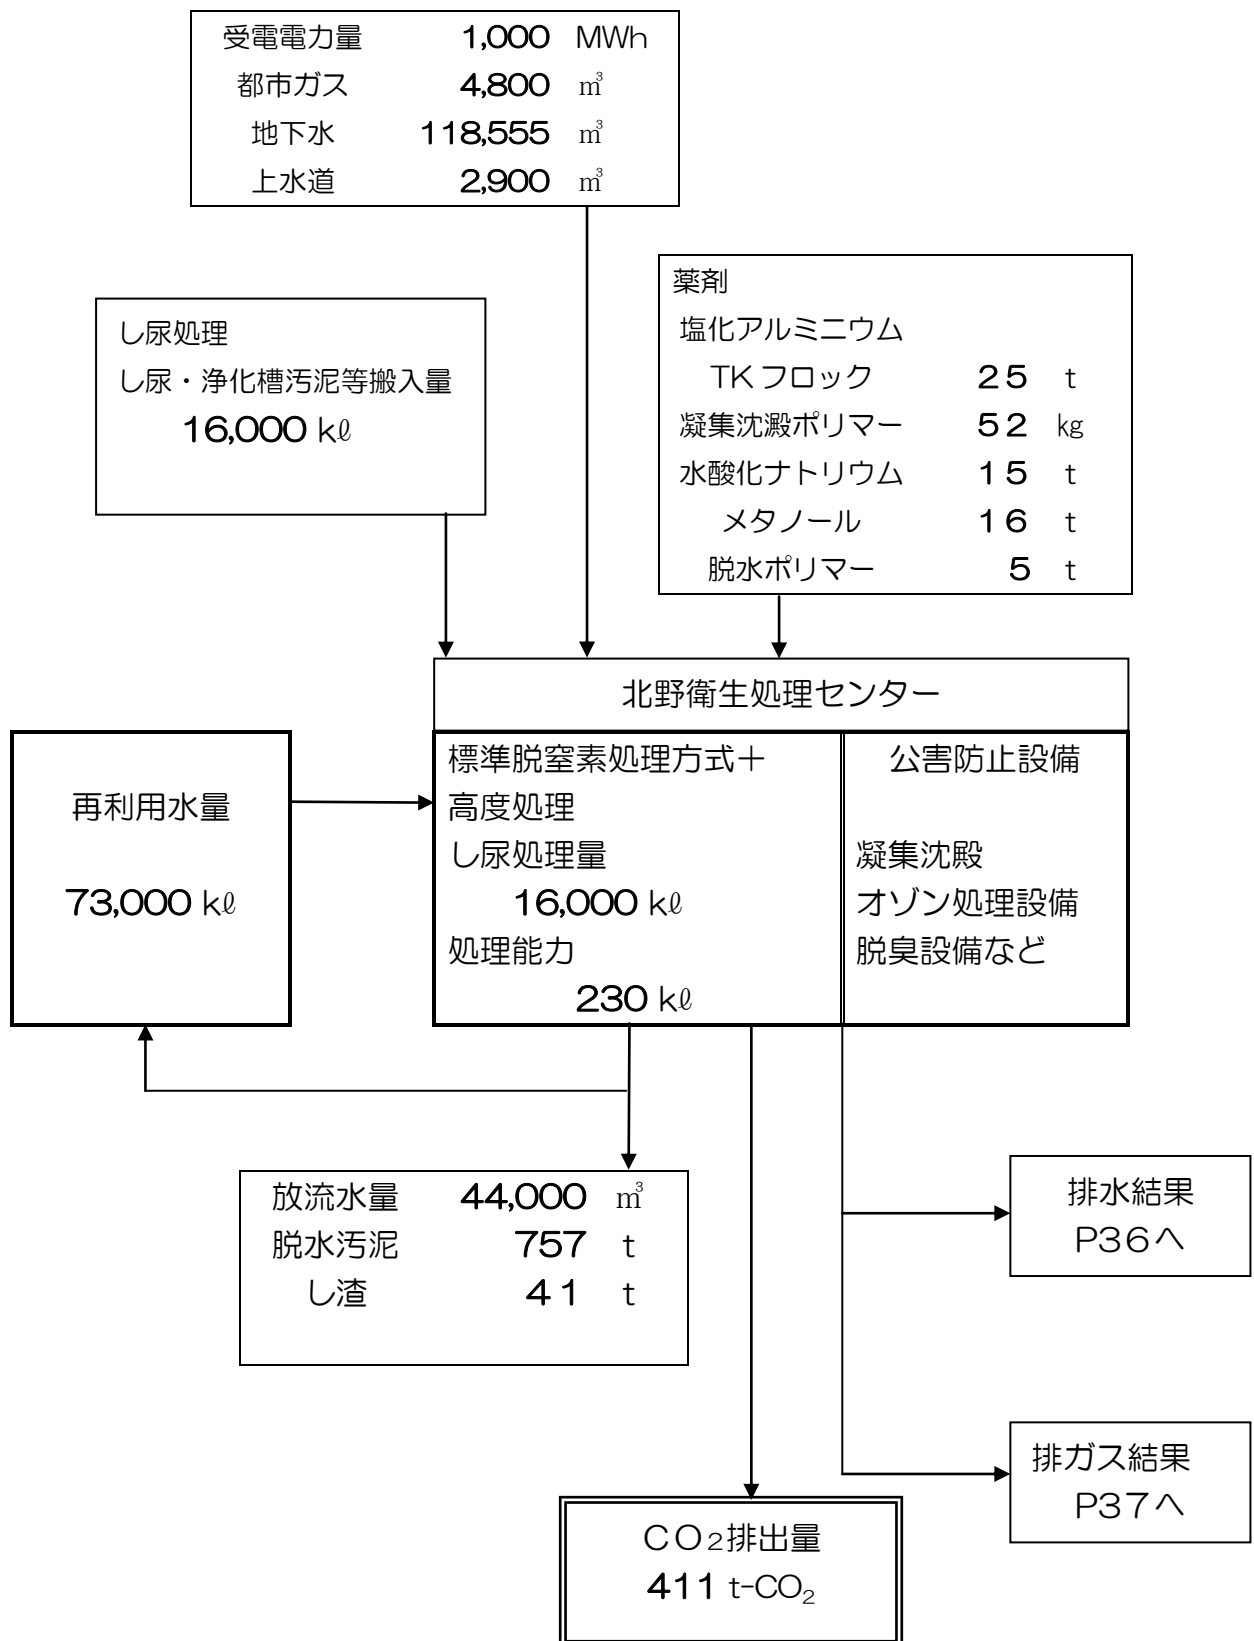 受電電力量 1,000 MWh
都市ガス 4,800 ㎥
地下水 118,555 ㎥
上水道 2,900 ㎥
薬剤
塩化アルミニウム
TKフロック 25 t
凝集沈澱ポリマー 52 kg
水酸化ナトリウム 15 t
メタノール 16 t
脱水ポリマー 5 t
し尿処理
し尿・浄化槽汚泥等搬入量
16,000 kℓ
北野衛生処理センター
再利用水量
73,000 kℓ
標準脱窒素処理方式＋
高度処理
し尿処理量
16,000 kℓ
処理能力
230 kℓ
公害防止設備
凝集沈殿
オゾン処理設備
脱臭設備など
放流水量 44,000 ㎥
脱水汚泥 757 t
し渣 41 t
排水結果
P36へ
排ガス結果
P37へ
CO2排出量
411 t-CO₂